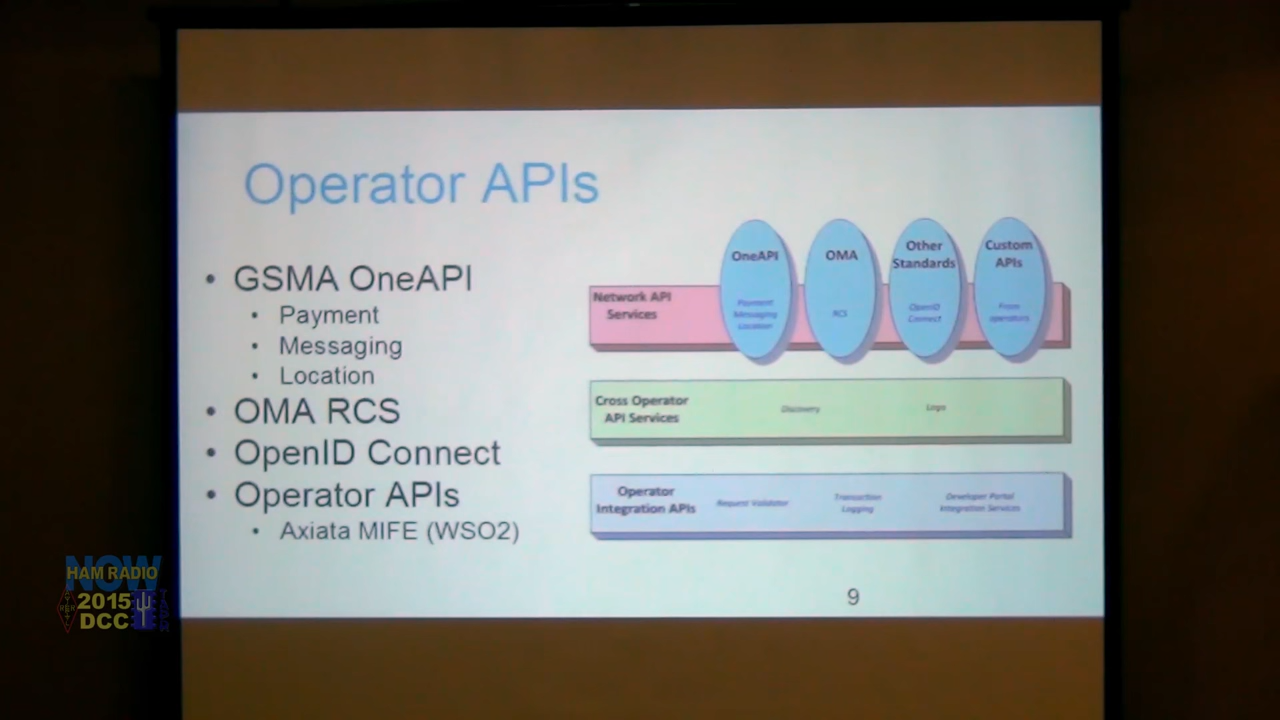 Operator APIs
• GSMA OneAPI
• Payment
• Messaging
• Location
• OMA RCS
• OpenID Connect
• Operator APIs
• Axiata MIFE (WSO2)
OneAPI
Payment
Messaging
Location
OMA
RCS
Other
Standards
OpenID
Connect
Custom
APIs
From
operators
Network API
Services
Cross Operator
API Services
Discovery
Logo
Operator
Integration APIs
Request Validator
Transaction
Logging
Developer Portal
Integration Services
9
NOW
HAM RADIO
2015
DCC
TAPR